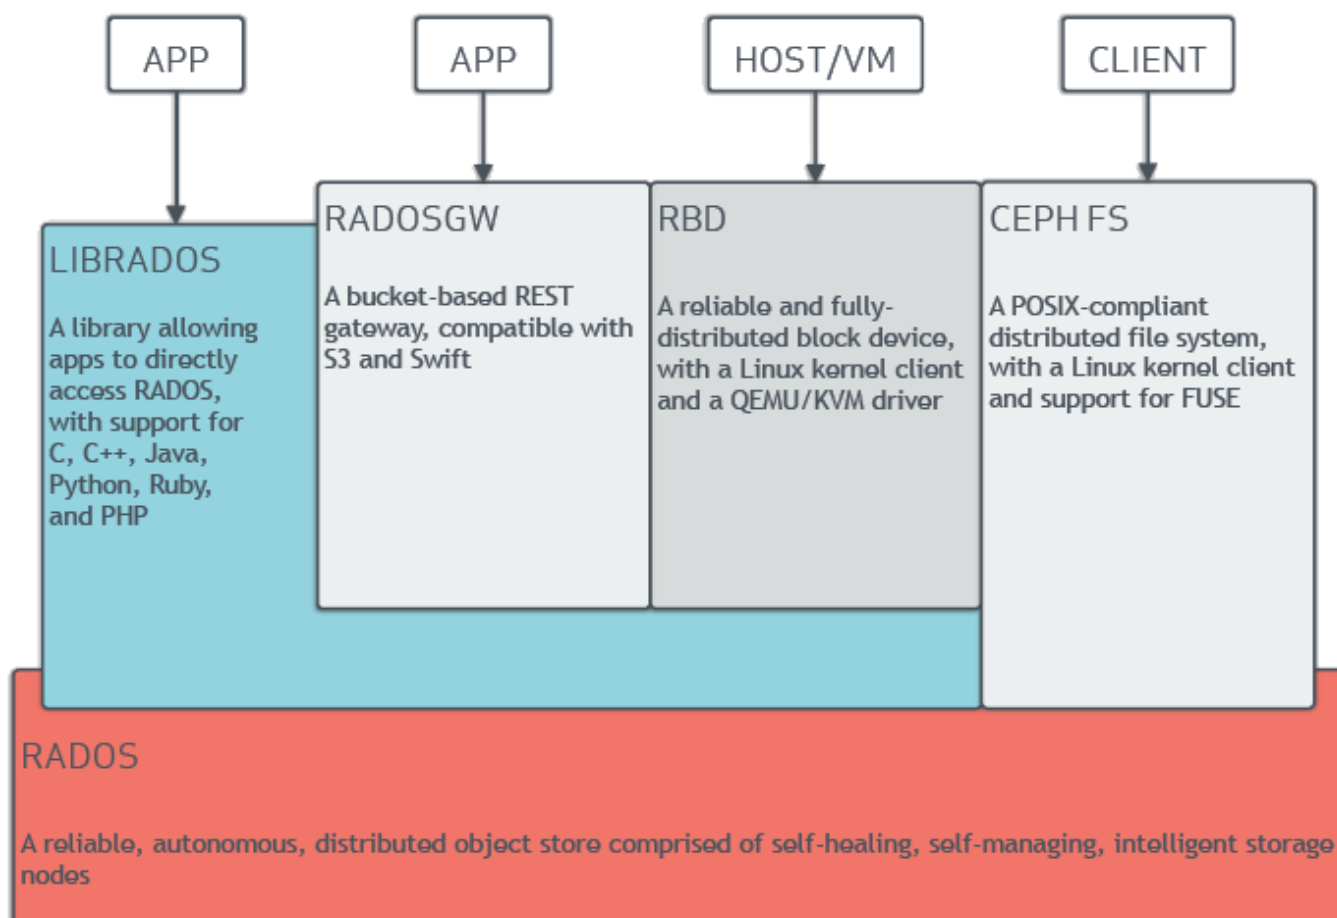 APP
APP
HOST/VM
CLIENT
LIBRADOS
A library allowing
apps to directly
access RADOS,
with support for
C, C++, Java,
Python, Ruby,
and PHP
RADOSGW
A bucket-based REST
gateway, compatible with
S3 and Swift
RBD
A reliable and fully-
distributed block device,
with a Linux kernel client
and a QEMU/KVM driver
CEPH FS
A POSIX-compliant
distributed file system,
with a Linux kernel client
and support for FUSE
RADOS
A reliable, autonomous, distributed object store comprised of self-healing, self-managing, intelligent storage
nodes